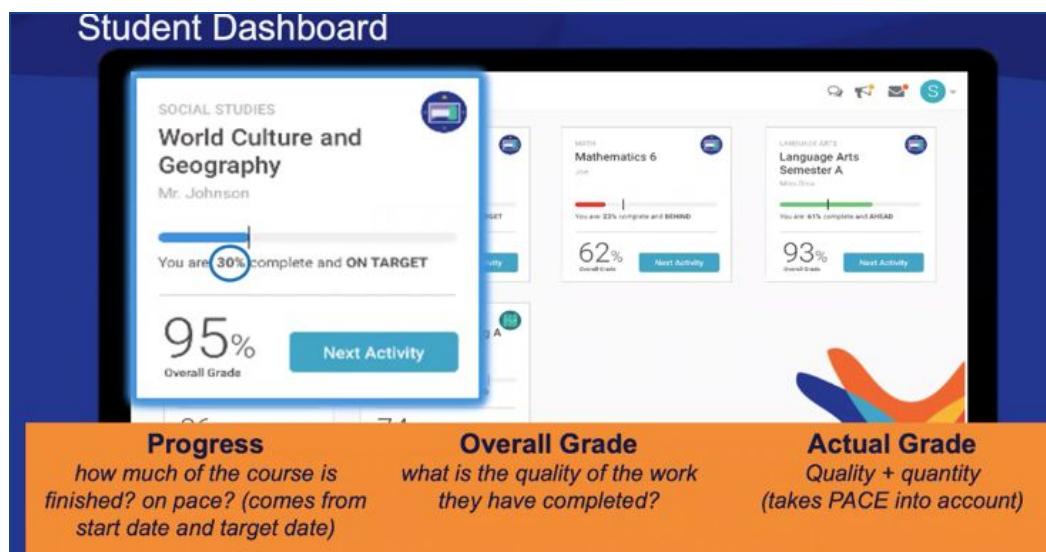 Student Dashboard
SOCIAL STUDIES
World Culture and
Geography
Mr. Johnson
You are 30% complete and ON TARGET
95%
Overall Grade
Next Activity
S
MATH
Mathematics 6
Joe
You are 23% complete and BEHIND
62%
Overall Grade
Next Activity
LANGUAGE ARTS
Language Arts
Semester A
You are 61% complete and AHEAD
93%
Overall Grade
Next Activity
A
Progress
how much of the course is
finished? on pace? (comes from
start date and target date)
Overall Grade
what is the quality of the work
they have completed?
Actual Grade
Quality + quantity
(takes PACE into account)